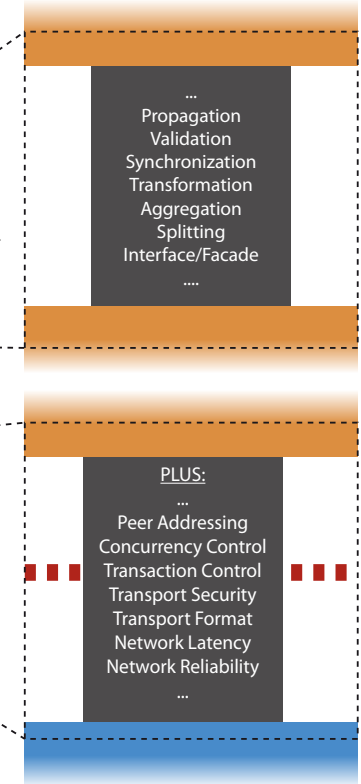 ...
Propagation
Validation
Synchronization
Transformation
Aggregation
Splitting
Interface/Facade
....
PLUS:
...
Peer Addressing
Concurrency Control
Transaction Control
Transport Security
Transport Format
Network Latency
Network Reliability
...